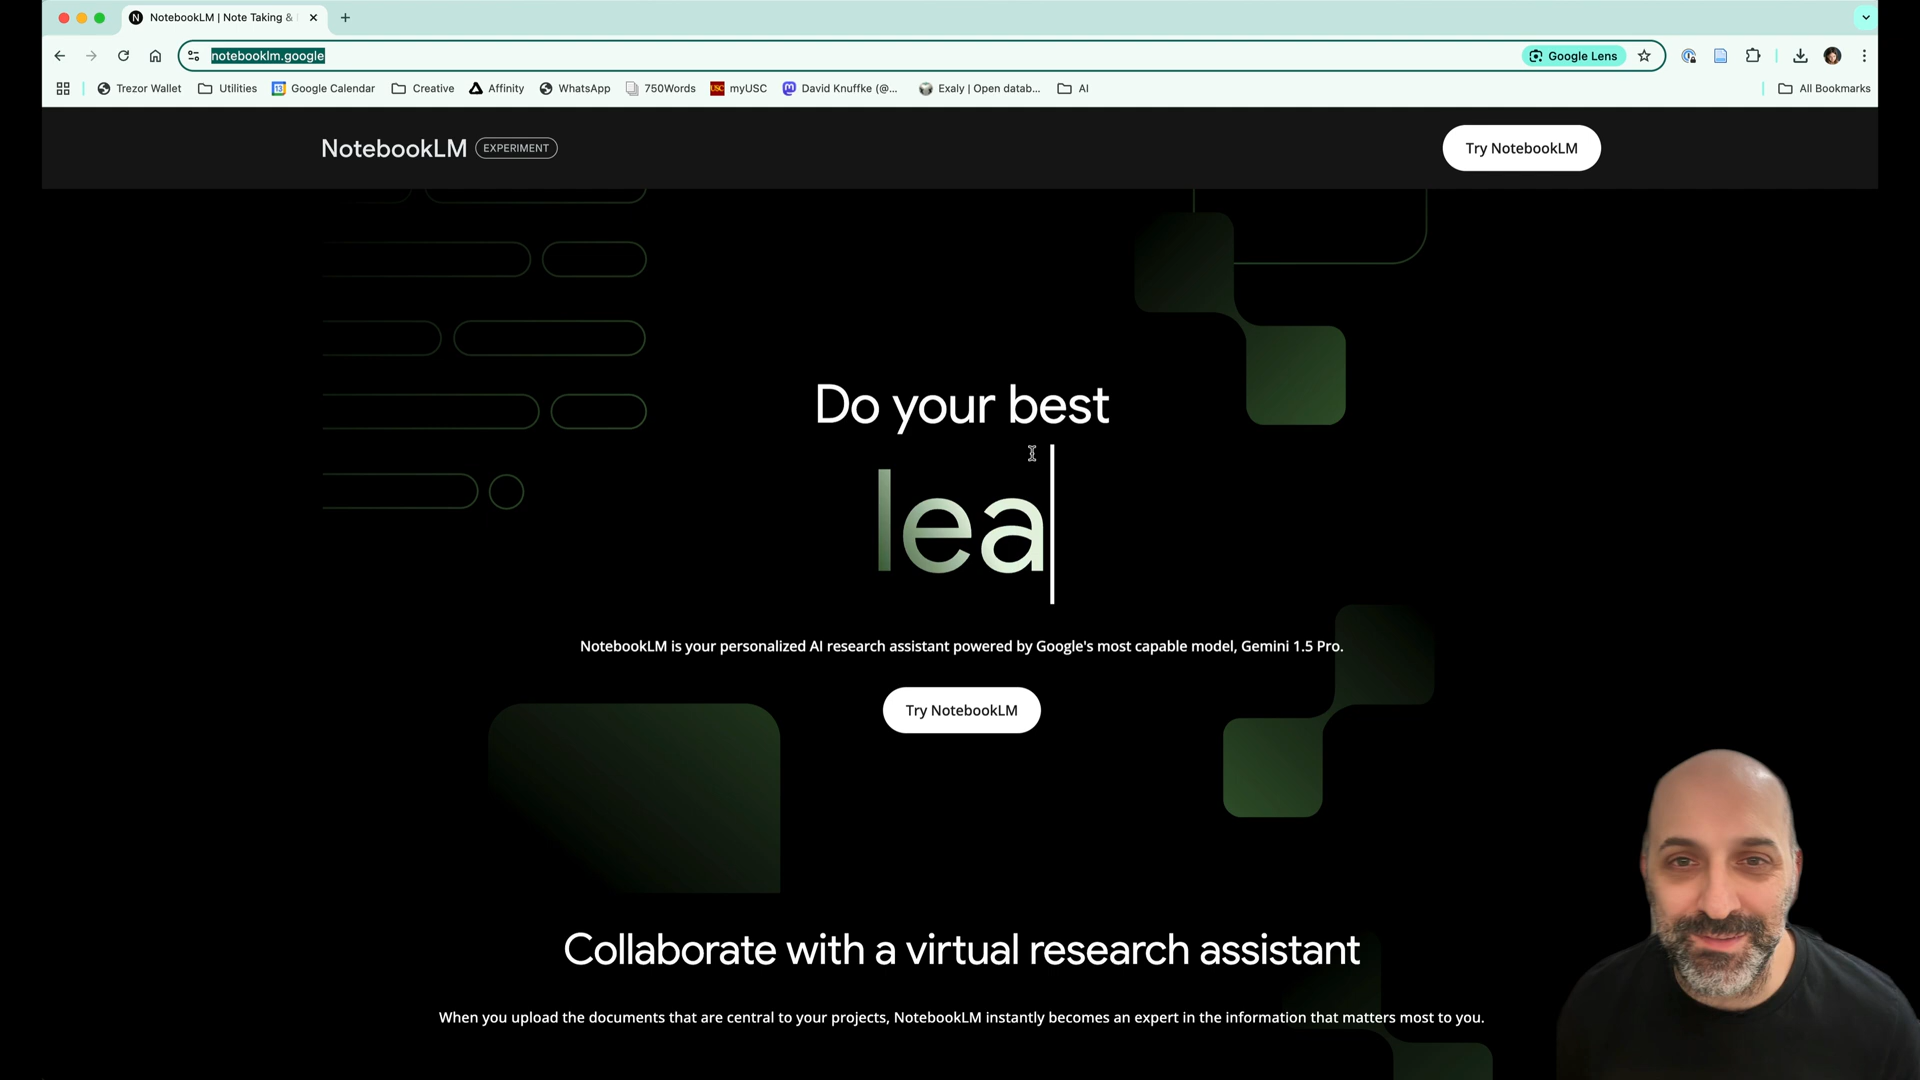 NotebookLM | Note Taking &
notebooklm.google
Google Lens
Trezor Wallet
Utilities
13
Google Calendar
Creative
Affinity
WhatsApp
750Words
USC
myUSC
David Knuffke (@...
Exaly | Open datab...
AI
All Bookmarks
NotebookLM
EXPERIMENT
Try NotebookLM
Do your best
lea
NotebookLM is your personalized AI research assistant powered by Google's most capable model, Gemini 1.5 Pro.
Try NotebookLM
Collaborate with a virtual research assistant
When you upload the documents that are central to your projects, NotebookLM instantly becomes an expert in the information that matters most to you.